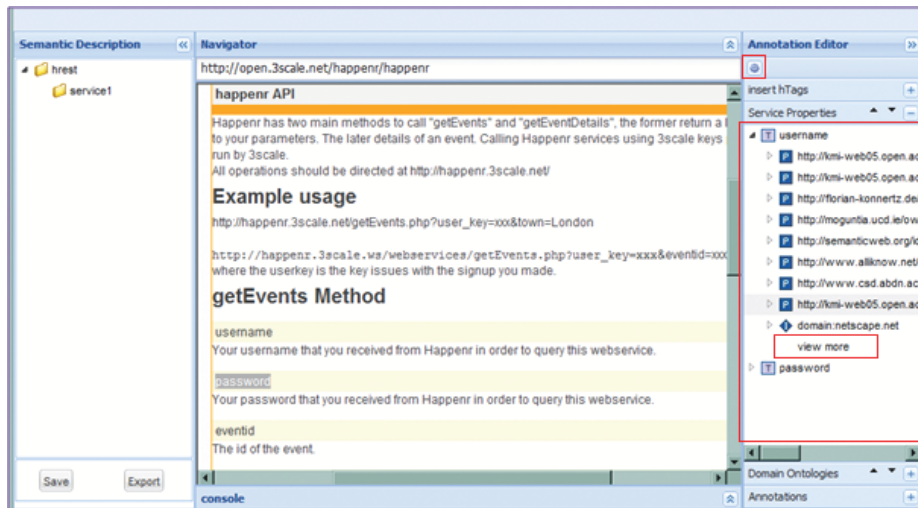 Semantic Description
hrest
service1
Save
Export
Navigator
http://open.3scale.net/happenr/happenr
happenr API
Happenr has two main methods to call "getEvents" and "getEventDetails", the former return a l
to your parameters. The later details of an event. Calling Happenr services using 3scale keys
run by 3scale.
All operations should be directed at http://happenr.3scale.net/
Example usage
http://happenr.3scale.net/getEvents.php?user_key=xxx&town=London
http://happenr.3scale.ws/webservices/getEvents.php?user_key=xxx&eventid=xxx
where the userkey is the key issues with the signup you made.
getEvents Method
username
Your username that you received from Happenr in order to query this webservice.
password
Your password that you received from Happenr in order to query this webservice.
eventid
The id of the event.
console
Annotation Editor
insert hTags
Service Properties
T username
P http://kmi-web05.open.ac
P http://kmi-web05.open.ac
P http://florian-konnertz.de/
P http://moguntia.ucd.ie/ow
P http://semanticweb.org/ic
P http://www.alliknow.net/
P http://www.csd.abdn.ac
P http://kmi-web05.open.ac
domain:netscape.net
view more
T password
Domain Ontologies
Annotations